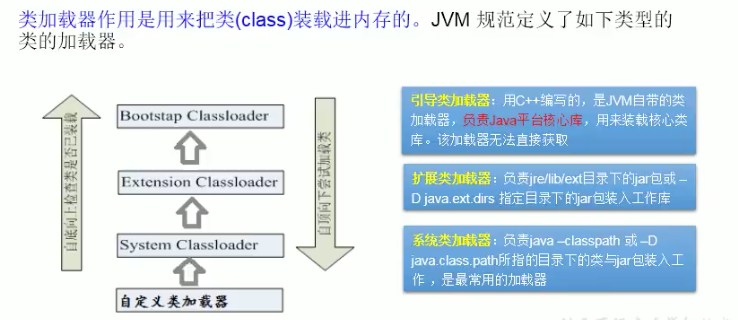 类加载器作用是用来把类(class)装载进内存的。JVM 规范定义了如下类型的
类的加载器。
自底向上检查类是否已装载
Bootstap Classloader
Extension Classloader
System Classloader
自定义类加载器
自顶向下尝试加载类
引导类加载器：用C++编写的，是JVM自带的类
加载器，负责Java平台核心库，用来装载核心类
库。该加载器无法直接获取
扩展类加载器：负责jre/lib/ext目录下的jar包或 –
D java.ext.dirs 指定目录下的jar包装入工作库
系统类加载器：负责java –classpath 或 –D
java.class.path所指的目录下的类与jar包装入工
作 ，是最常用的加载器